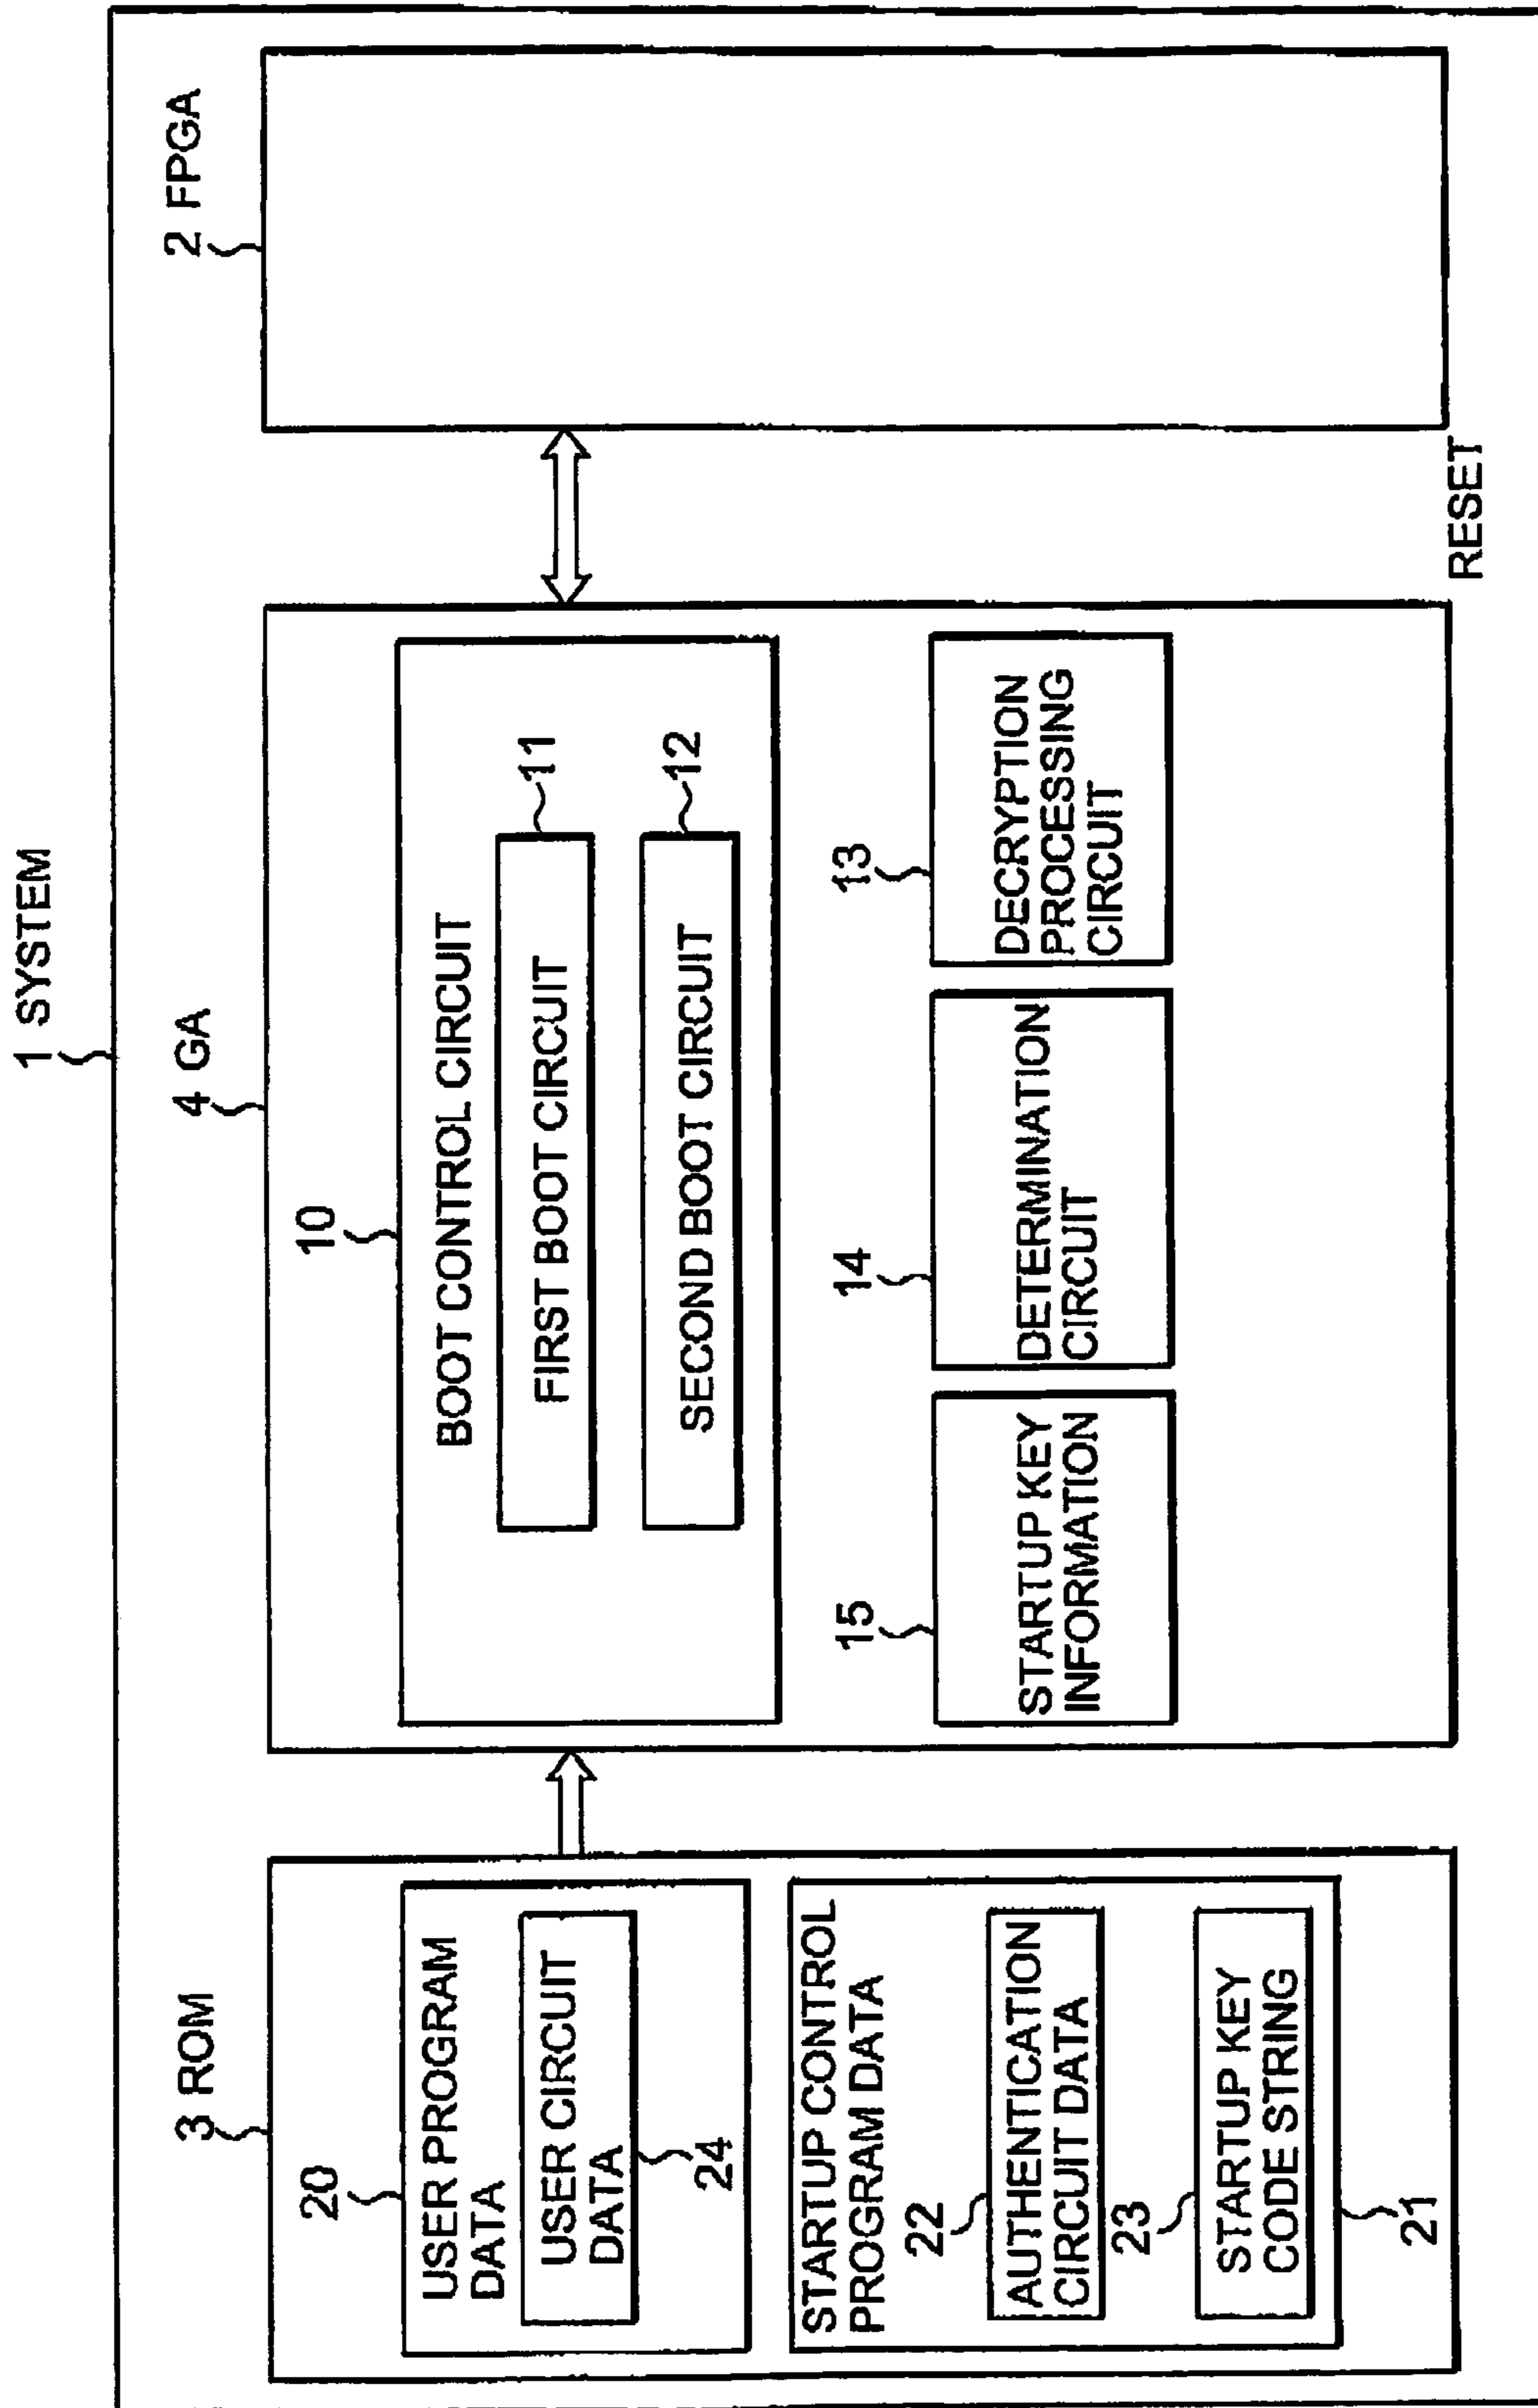 1 SYSTEM
3 ROM
20
USER PROGRAM
DATA
USER CIRCUIT
DATA
24
STARTUP CONTROL
PROGRAM DATA
22
AUTHENTICATION
CIRCUIT DATA
23
STARTUP KEY
CODE STRING
21
4 GA
10
BOOT CONTROL CIRCUIT
FIRST BOOT CIRCUIT
11
SECOND BOOT CIRCUIT
12
15
STARTUP KEY
INFORMATION
14
DETERMINATION
CIRCUIT
13
DECRYPTION
PROCESSING
CIRCUIT
2 FPGA
RESET